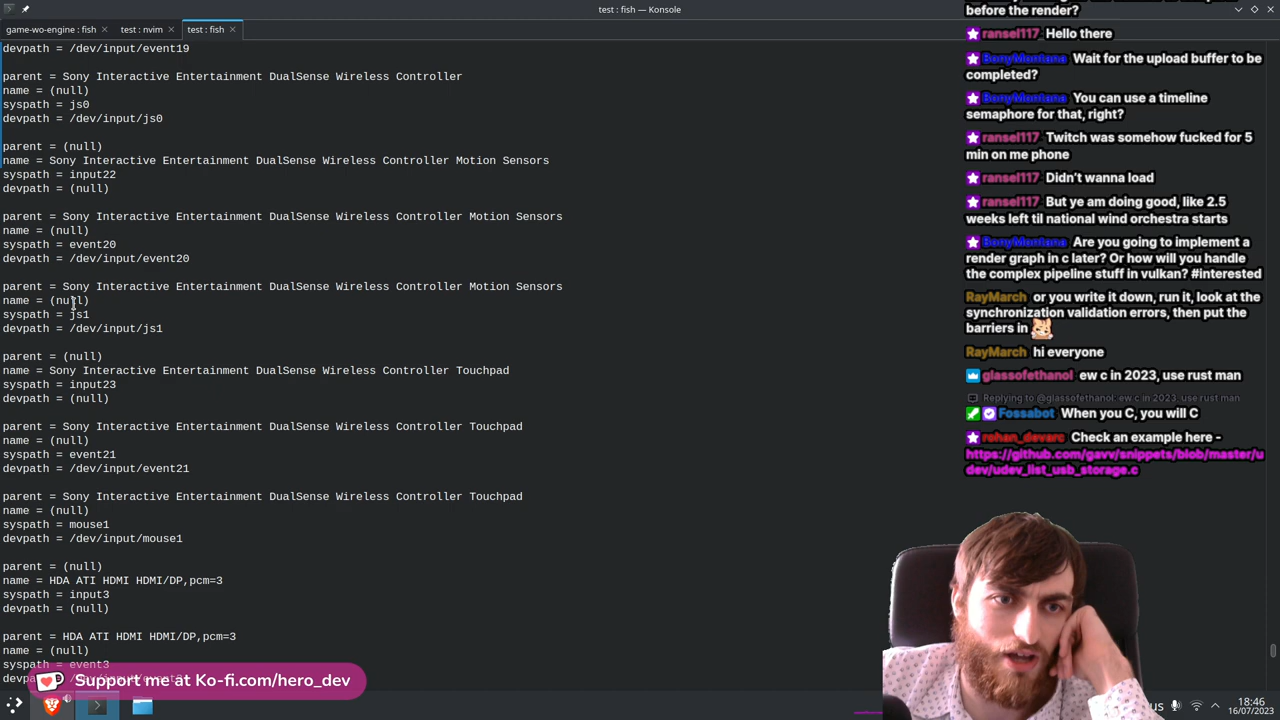 test : fish — Konsole
game-wo-engine : fish
test : nvim
test : fish
devpath = /dev/input/event19
parent = Sony Interactive Entertainment DualSense Wireless Controller
name = (null)
syspath = js0
devpath = /dev/input/js0
parent = (null)
name = Sony Interactive Entertainment DualSense Wireless Controller Motion Sensors
syspath = input22
devpath = (null)
parent = Sony Interactive Entertainment DualSense Wireless Controller Motion Sensors
name = (null)
syspath = event20
devpath = /dev/input/event20
parent = Sony Interactive Entertainment DualSense Wireless Controller Motion Sensors
name = (null)
syspath = js1
devpath = /dev/input/js1
parent = (null)
name = Sony Interactive Entertainment DualSense Wireless Controller Touchpad
syspath = input23
devpath = (null)
parent = Sony Interactive Entertainment DualSense Wireless Controller Touchpad
name = (null)
syspath = event21
devpath = /dev/input/event21
parent = Sony Interactive Entertainment DualSense Wireless Controller Touchpad
name = (null)
syspath = mouse1
devpath = /dev/input/mouse1
parent = (null)
name = HDA ATI HDMI HDMI/DP,pcm=3
syspath = input3
devpath = (null)
parent = HDA ATI HDMI HDMI/DP,pcm=3
name = (null)
syspath = event3
Support me at Ko-fi.com/hero_dev
before the render?
ransel117 Hello there
BonyMontana Wait for the upload buffer to be
completed?
BonyMontana You can use a timeline
semaphore for that, right?
ransel117 Twitch was somehow fucked for 5
min on me phone
ransel117 Didn't wanna load
ransel117 But ye am doing good, like 2.5
weeks left til national wind orchestra starts
BonyMontana Are you going to implement a
render graph in c later? Or how will you handle
the complex pipeline stuff in vulkan? #interested
RayMarch or you write it down, run it, look at the
synchronization validation errors, then put the
barriers in
RayMarch hi everyone
glassofethanol ew c in 2023, use rust man
Replying to @glassofethanol: ew c in 2023, use rust man
Fossabot When you C, you will C
rohan_devarc Check an example here -
https://github.com/gavv/snippets/blob/master/u
dev/udev_list_usb_storage.c
us
18:46
16/07/2023